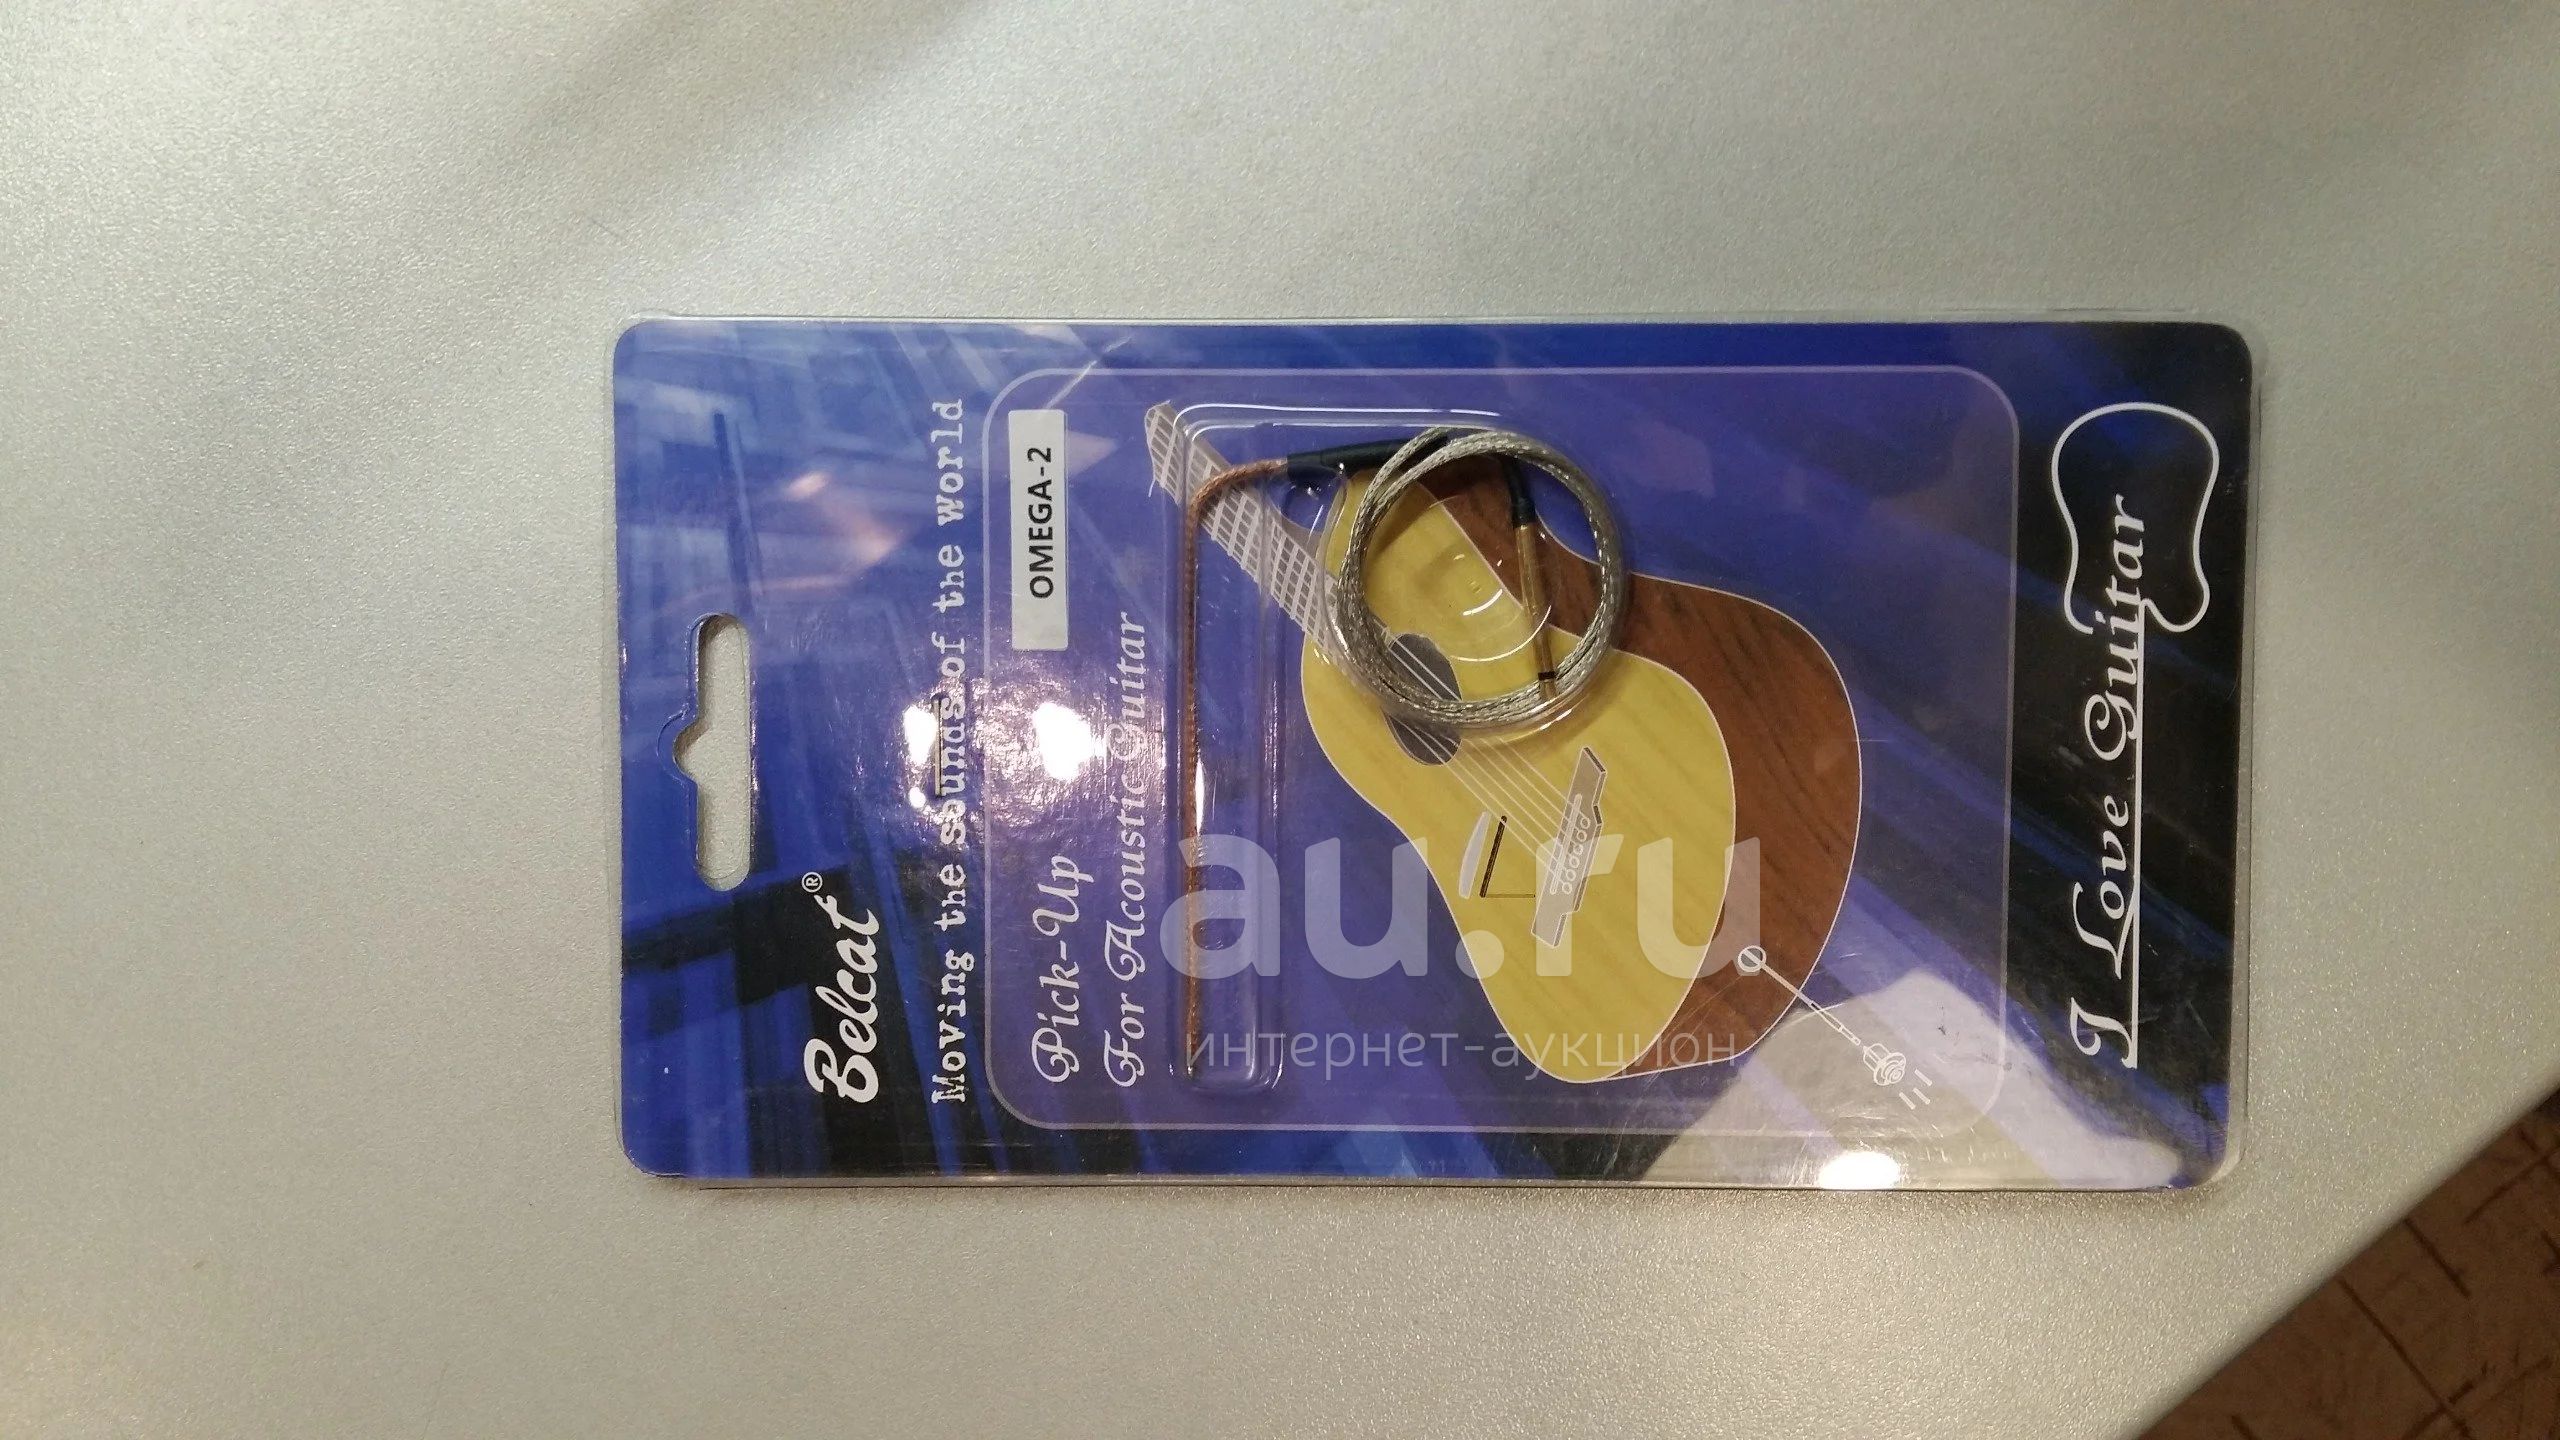 Belcat®
Moving the sounds of the world
OMEGA-2
Pick-Up
For Acoustic Guitar
I Love Guitar
au.ru
интернет-аукцион